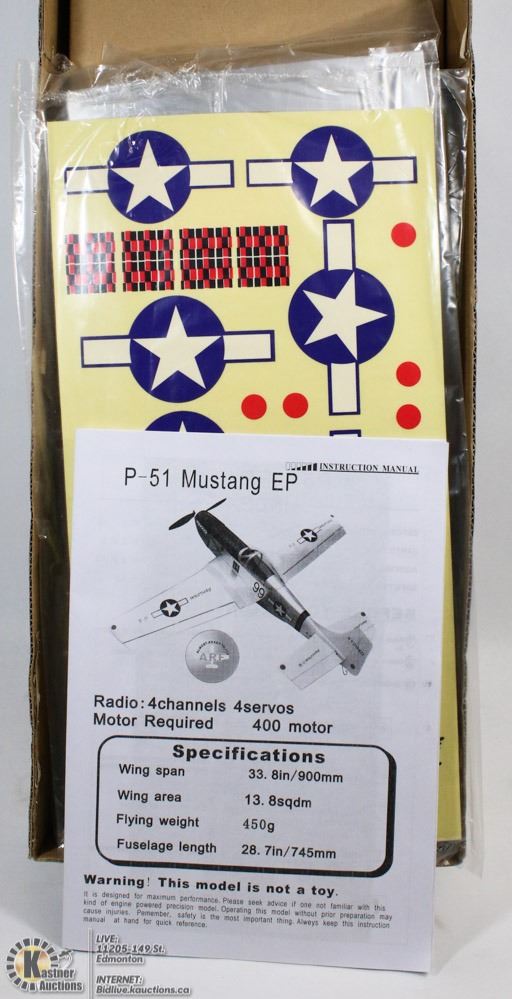 INSTRUCTION MANUAL
P-51 Mustang EP
66
ARF
Radio:4channels 4servos
Motor Required 400 motor
Specifications
Wing span 33.8in/900mm
Wing area 13.8sqdm
Flying weight 450g
Fuselage length 28.7in/745mm
Warning! This model is not a toy.
It is designed for maximum performance. Please seek advice if one not familiar with this
kind of engine powered precision model. Operating this model without prior preparation may
cause injuries. Pemember, safety is the most important thing. Always keep this instruction
manual at hand for quick reference.
Kastner
Auctions
LIVE:
11205-149 St.
Edmonton
INTERNET:
Bidlive.kauctions.ca